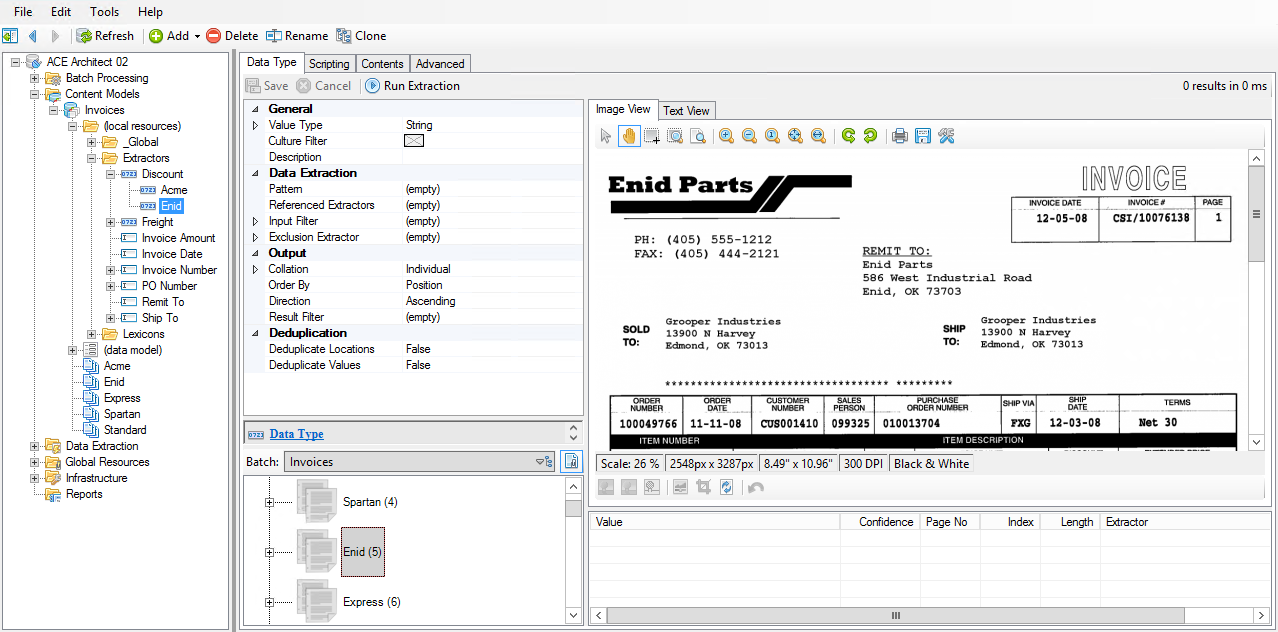 File Edit Tools Help
Refresh Add Delete Rename Clone
ACE Architect 02
Batch Processing
Content Models
Invoices
(local resources)
_Global
Extractors
Discount
Acme
Enid
Freight
Invoice Amount
Invoice Date
Invoice Number
PO Number
Remit To
Ship To
Lexicons
(data model)
Acme
Enid
Express
Spartan
Standard
Data Extraction
Global Resources
Infrastructure
Reports
Data Type Scripting Contents Advanced
Save Cancel Run Extraction 0 results in 0 ms
General
Value Type String
Culture Filter
Description
Data Extraction
Pattern (empty)
Referenced Extractors (empty)
Input Filter (empty)
Exclusion Extractor (empty)
Output
Collation Individual
Order By Position
Direction Ascending
Result Filter (empty)
Deduplication
Deduplicate Locations False
Deduplicate Values False
Data Type
Batch: Invoices
Spartan (4)
Enid (5)
Express (6)
Image View Text View
Enid Parts
INVOICE
INVOICE DATE INVOICE # PAGE
12-05-08 CSI/10076138 1
PH: (405) 555-1212
FAX: (405) 444-2121
REMIT TO:
Enid Parts
586 West Industrial Road
Enid, OK 73703
SOLD TO:
Grooper Industries
13900 N Harvey
Edmond, OK 73013
SHIP TO:
Grooper Industries
13900 N Harvey
Edmond, OK 73013
ORDER NUMBER ORDER DATE CUSTOMER NUMBER SALES PERSON PURCHASE ORDER NUMBER SHIP VIA SHIP DATE TERMS
100049766 11-11-08 CUS001410 099325 010013704 FXG 12-03-08 Net 30
ITEM NUMBER ITEM DESCRIPTION
Scale: 26 % 2548px x 3287px 8.49" x 10.96" 300 DPI Black & White
Value Confidence Page No Index Length Extractor